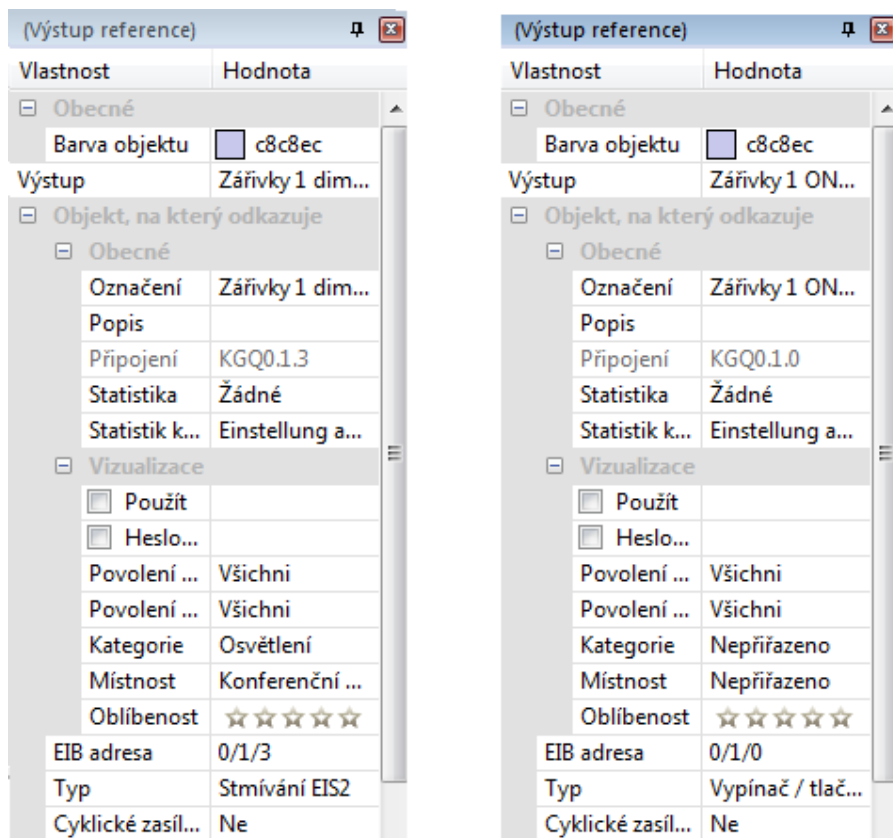 (Výstup reference)
Vlastnost Hodnota
Obecné
Barva objektu c8c8ec
Výstup Zářivky 1 dim...
Objekt, na který odkazuje
Obecné
Označení Zářivky 1 dim...
Popis
Připojení KGQ0.1.3
Statistika Žádné
Statistik k... Einstellung a...
Vizualizace
Použít
Heslo...
Povolení ... Všichni
Povolení ... Všichni
Kategorie Osvětlení
Místnost Konferenční ...
Oblíbenost
EIB adresa 0/1/3
Typ Stmívání EIS2
Cyklické zasíl... Ne
(Výstup reference)
Vlastnost Hodnota
Obecné
Barva objektu c8c8ec
Výstup Zářivky 1 ON...
Objekt, na který odkazuje
Obecné
Označení Zářivky 1 ON...
Popis
Připojení KGQ0.1.0
Statistika Žádné
Statistik k... Einstellung a...
Vizualizace
Použít
Heslo...
Povolení ... Všichni
Povolení ... Všichni
Kategorie Nepřiřazeno
Místnost Nepřiřazeno
Oblíbenost
EIB adresa 0/1/0
Typ Vypínač / tlač...
Cyklické zasíl... Ne